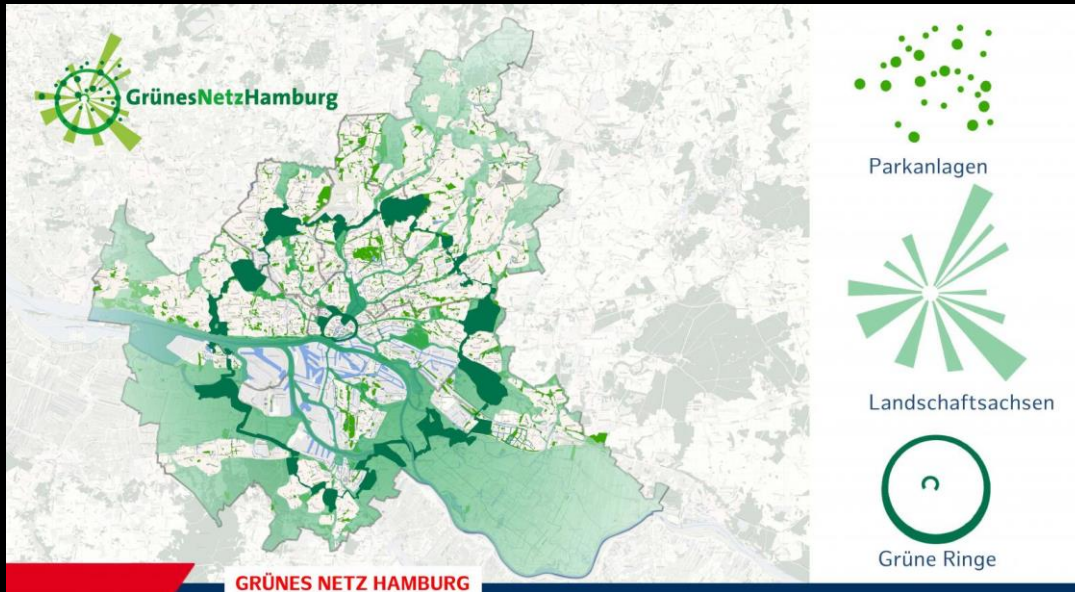 GrünesNetzHamburg
Parkanlagen
Landschaftsachsen
Grüne Ringe
GRÜNES NETZ HAMBURG